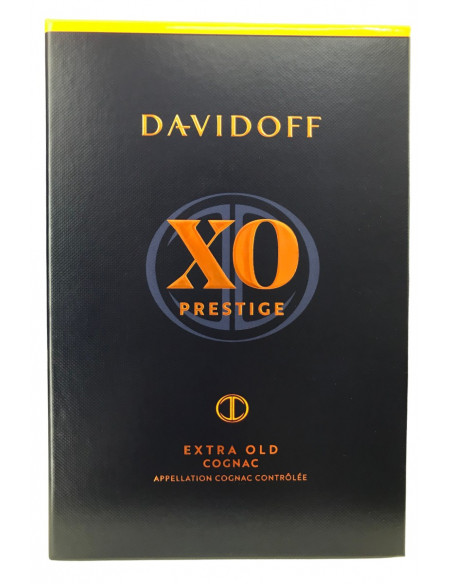 DAVIDOFF
XO
PRESTIGE
EXTRA OLD
COGNAC
APPELLATION COGNAC CONTRÔLÉE